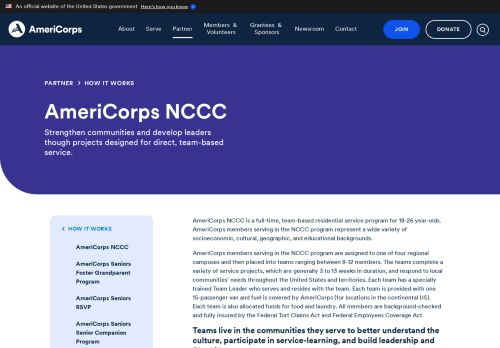 An official website of the United States government Here's how you know
AmeriCorps
About
Serve
Partner
Members &
Volunteers
Grantees &
Sponsors
Newsroom
Contact
JOIN
DONATE
PARTNER > HOW IT WORKS
AmeriCorps NCCC
Strengthen communities and develop leaders
though projects designed for direct, team-based
service.
< HOW IT WORKS
AmeriCorps NCCC
AmeriCorps Seniors
Foster Grandparent
Program
AmeriCorps Seniors
RSVP
AmeriCorps Seniors
Senior Companion
Program
AmeriCorps NCCC is a full-time, team-based residential service program for 18-26 year-olds.
AmeriCorps members serving in the NCCC program represent a wide variety of
socioeconomic, cultural, geographic, and educational backgrounds.
AmeriCorps members serving in the NCCC program are assigned to one of four regional
campuses and then placed into teams ranging between 8-12 members. The teams complete a
variety of service projects, which are generally 3 to 13 weeks in duration, and respond to local
communities' needs throughout the United States and territories. Each team has a specially
trained Team Leader who serves and resides with the team. Each team is provided with one
15-passenger van and fuel is covered by AmeriCorps (for locations in the continental US).
Each team is also allocated funds for food and laundry. All members are background-checked
and fully insured by the Federal Tort Claims Act and Federal Employees Coverage Act.
Teams live in the communities they serve to better understand the
culture, participate in service-learning, and build leadership and